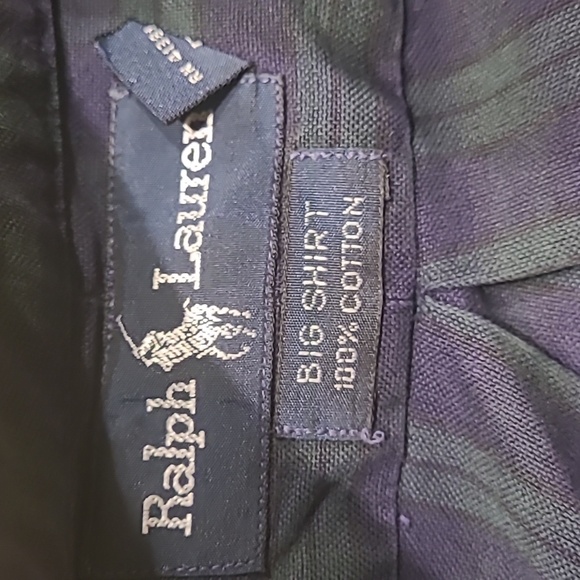 Ralph Lauren
BIG SHIRT
100% COTTON